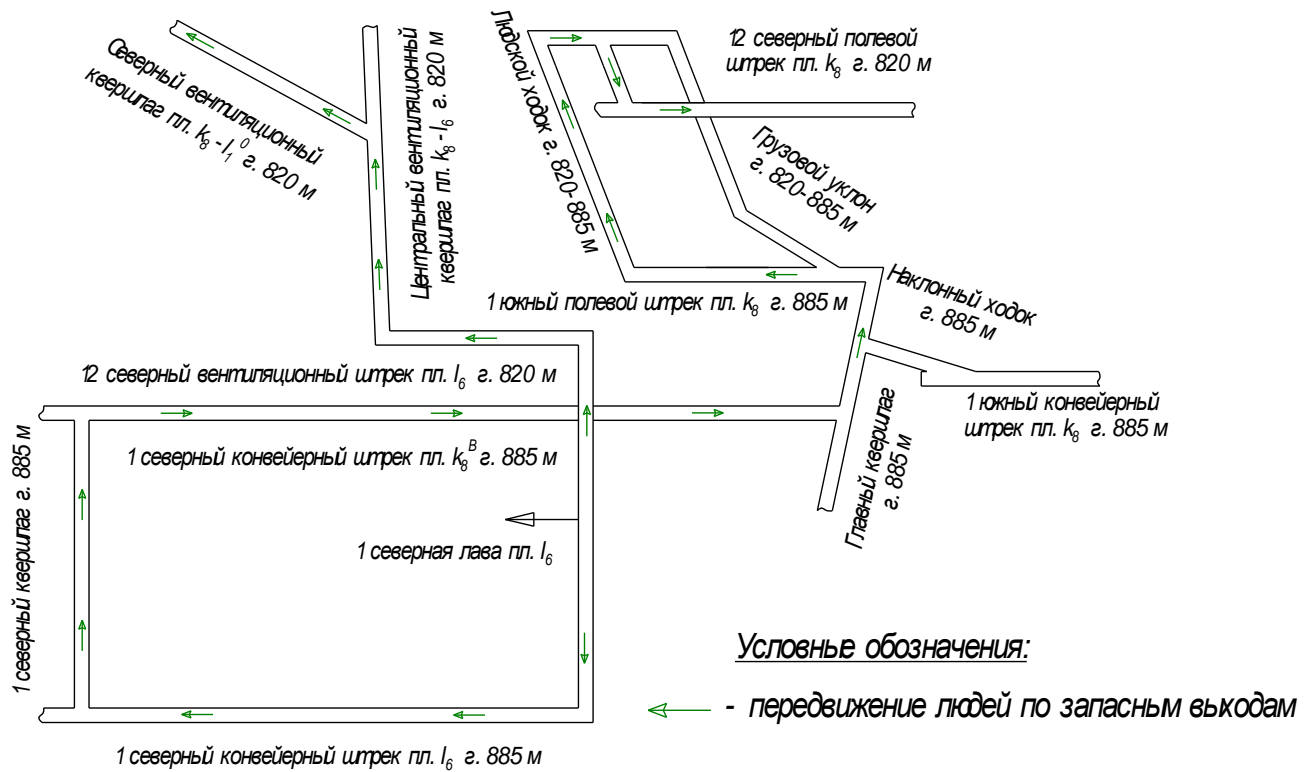 Северный вентиляционный
квершлаг пл. k₈ - l₁⁰ г. 820 м
Центральный вентиляционный
квершлаг пл. k₈ - l₆ г. 820 м
Людской ходок г. 820-885 м
12 северный полевой
штрек пл. k₈ г. 820 м
Грузовой уклон
г. 820-885 м
Наклонный ходок
г. 885 м
1 южный полевой штрек пл. k₈ г. 885 м
12 северный вентиляционный штрек пл. l₆ г. 820 м
1 южный конвейерный
штрек пл. k₈ г. 885 м
1 северный конвейерный штрек пл. k₈ᴮ г. 885 м
Главный квершлаг
г. 885 м
1 северный квершлаг г. 885 м
1 северная лава пл. l₆
Условные обозначения:
- передвижение людей по запасным выходам
1 северный конвейерный штрек пл. l₆ г. 885 м